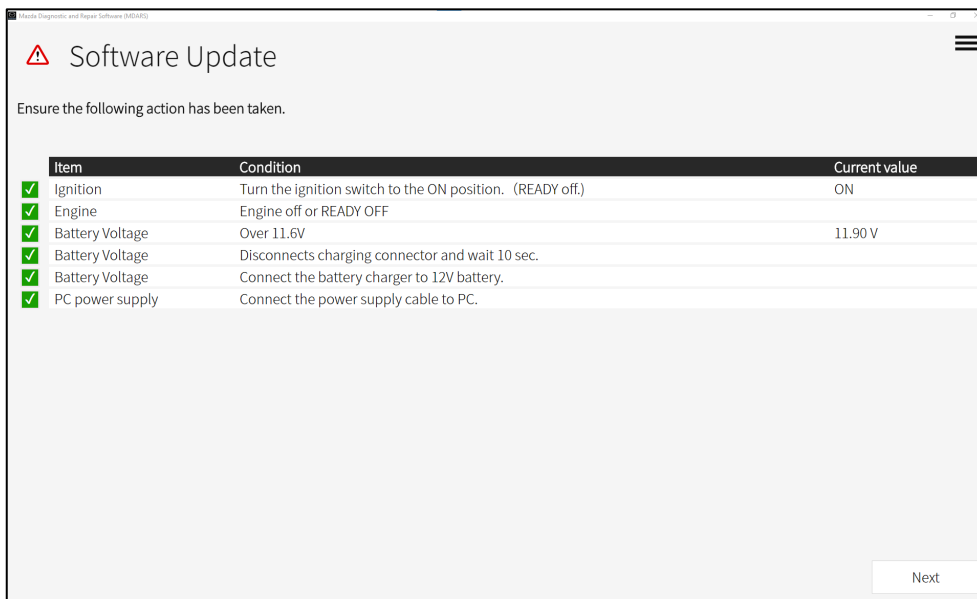 Mazda Diagnostic and Repair Software (MDARS)
Software Update
Ensure the following action has been taken.
Item Condition Current value
Ignition Turn the ignition switch to the ON position. (READY off.) ON
Engine Engine off or READY OFF
Battery Voltage Over 11.6V 11.90 V
Battery Voltage Disconnects charging connector and wait 10 sec.
Battery Voltage Connect the battery charger to 12V battery.
PC power supply Connect the power supply cable to PC.
Next